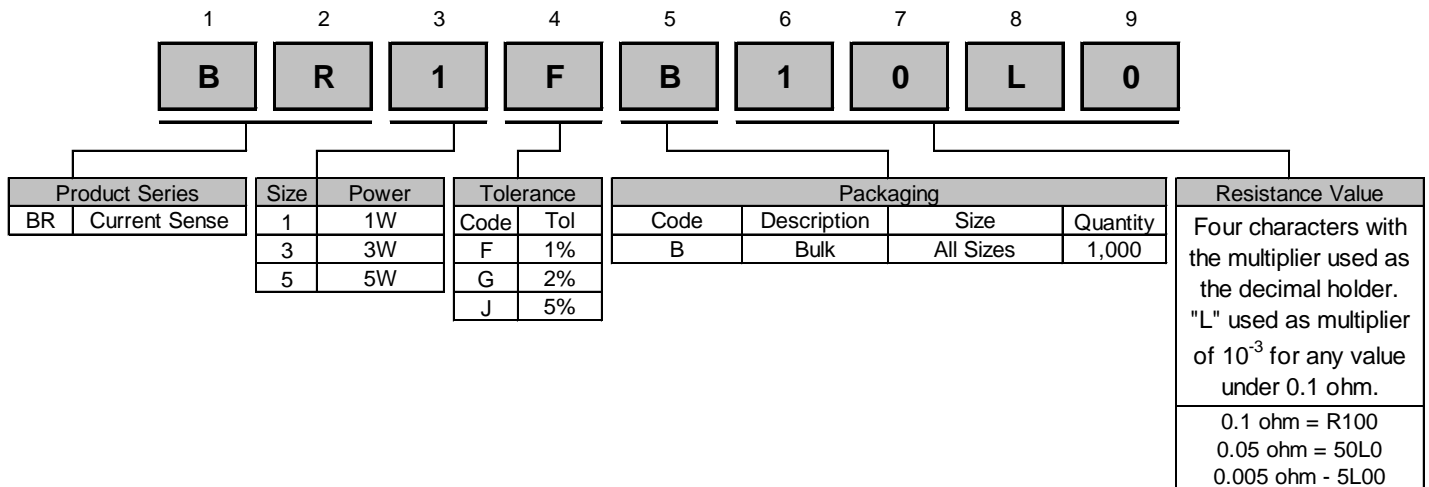 1 2 3 4 5 6 7 8 9
B R 1 F B 1 0 L 0
Product Series
BR Current Sense
Size Power
1 1W
3 3W
5 5W
Tolerance
Code Tol
F 1%
G 2%
J 5%
Packaging
Code Description Size Quantity
B Bulk All Sizes 1,000
Resistance Value
Four characters with
the multiplier used as
the decimal holder.
"L" used as multiplier
of 10⁻³ for any value
under 0.1 ohm.
0.1 ohm = R100
0.05 ohm = 50L0
0.005 ohm - 5L00